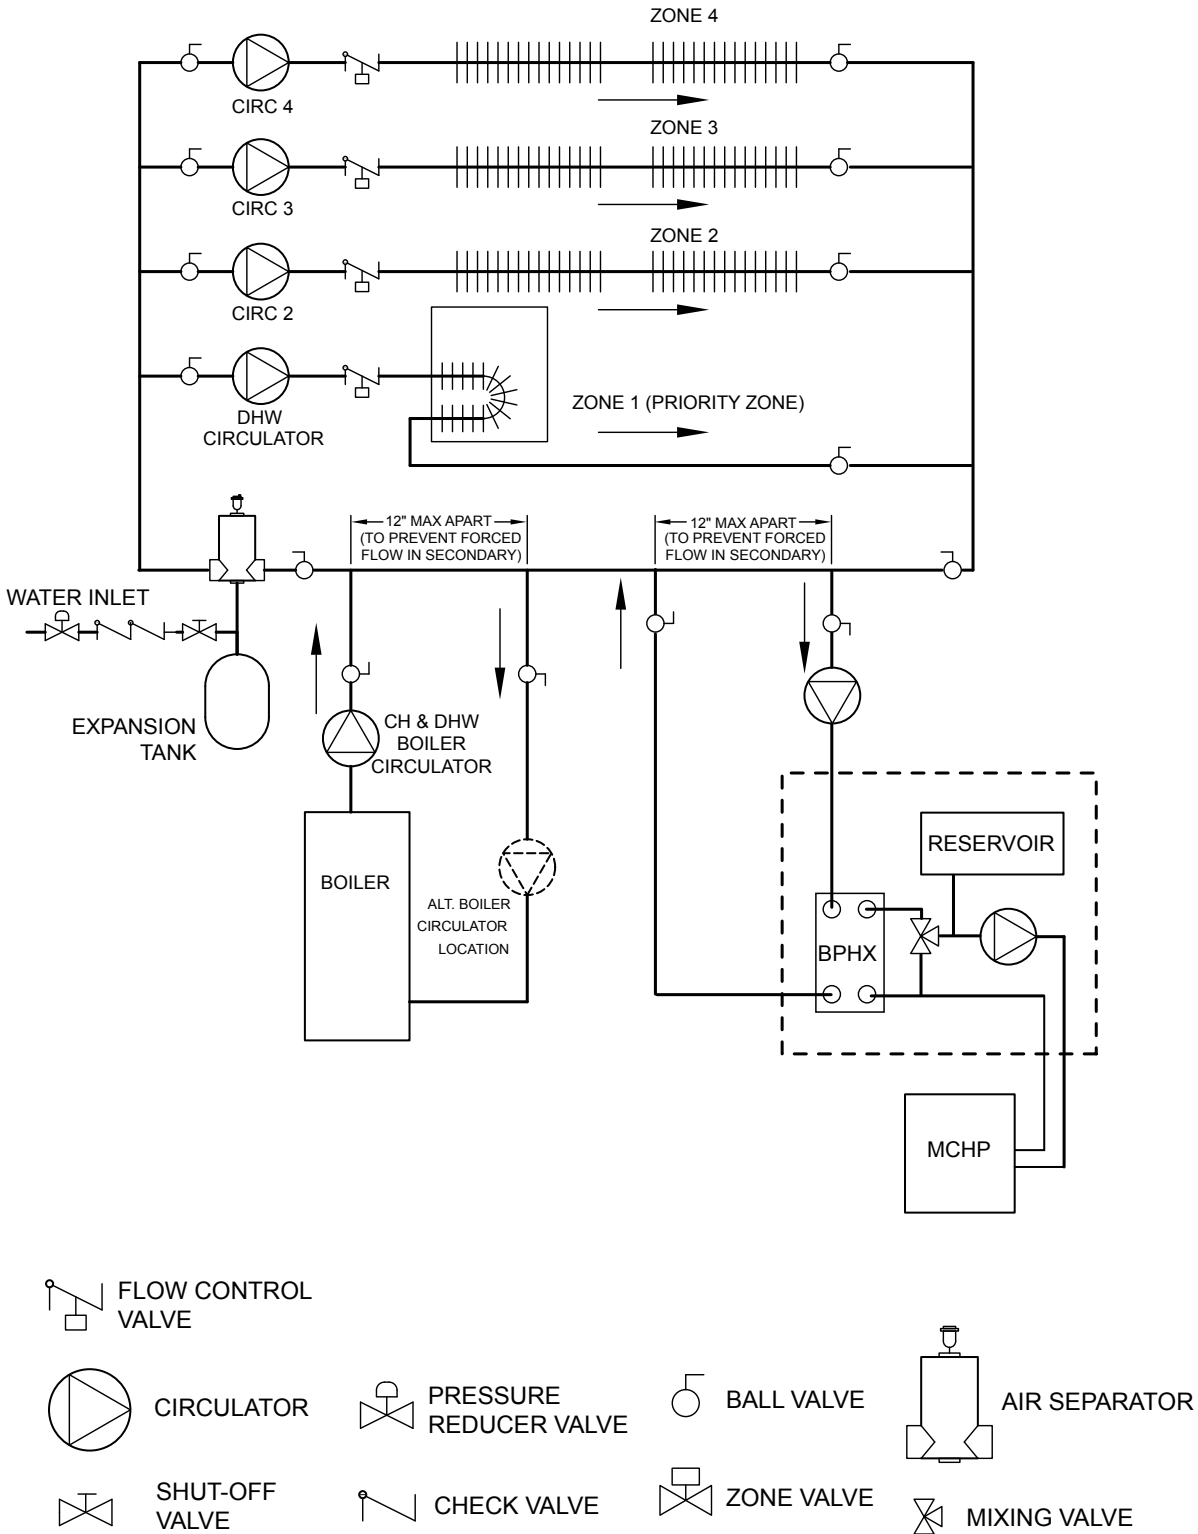 ZONE 4
CIRC 4
ZONE 3
CIRC 3
ZONE 2
CIRC 2
ZONE 1 (PRIORITY ZONE)
DHW
CIRCULATOR
12" MAX APART
(TO PREVENT FORCED
FLOW IN SECONDARY)
12" MAX APART
(TO PREVENT FORCED
FLOW IN SECONDARY)
WATER INLET
EXPANSION
TANK
CH & DHW
BOILER
CIRCULATOR
BOILER
ALT. BOILER
CIRCULATOR
LOCATION
RESERVOIR
BPHX
MCHP
FLOW CONTROL
VALVE
CIRCULATOR
PRESSURE
REDUCER VALVE
BALL VALVE
AIR SEPARATOR
SHUT-OFF
VALVE
CHECK VALVE
ZONE VALVE
MIXING VALVE